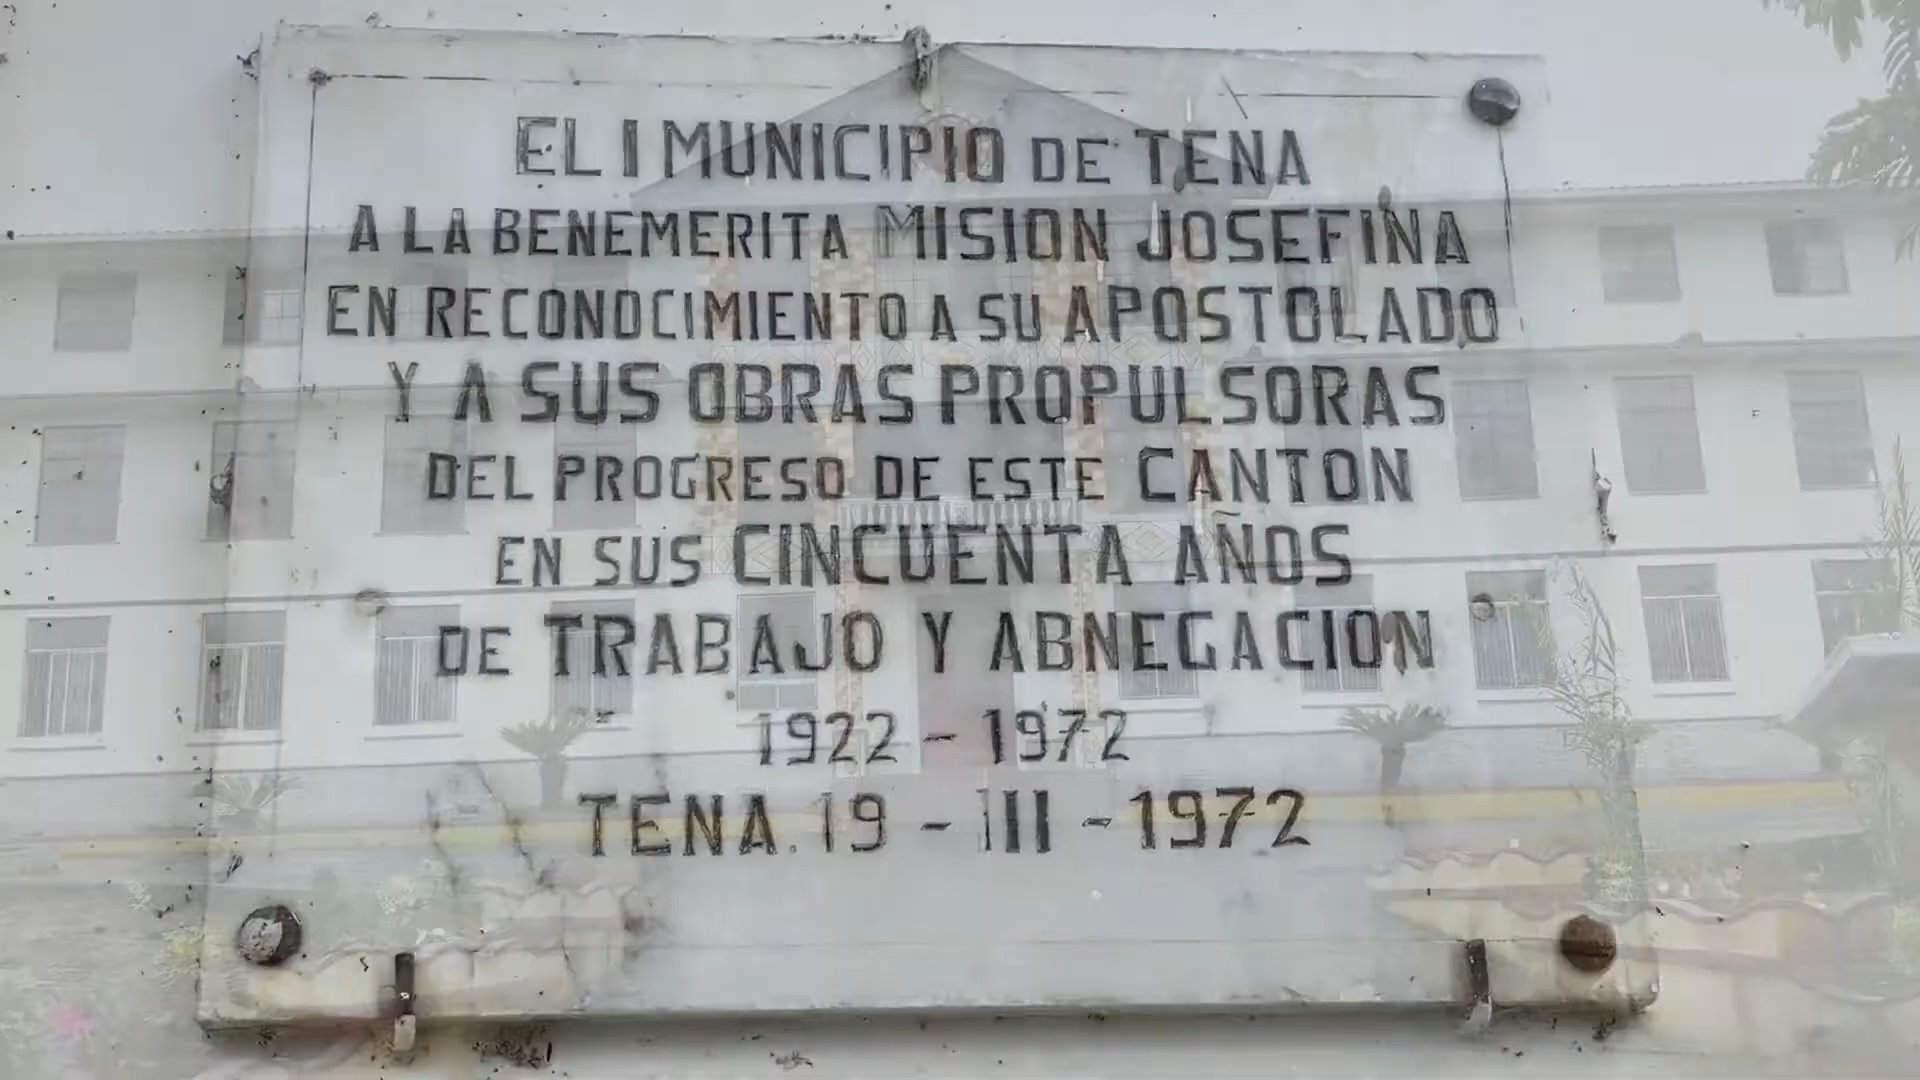 EL I MUNICIPIO DE TENA
A LA BENEMERITA MISION JOSEFINA
EN RECONOCIMIENTO A SU APOSTOLADO
Y A SUS OBRAS PROPULSORAS
DEL PROGRESO DE ESTE CANTON
EN SUS CINCUENTA AÑOS
DE TRABAJO Y ABNEGACION
1922 - 1972
TENA. 19 - III - 1972